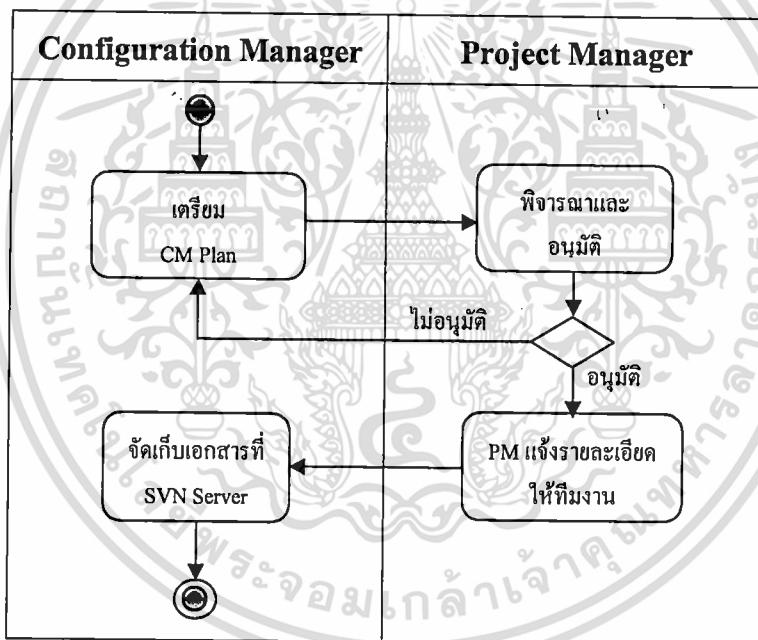 Configuration Manager
Project Manager
เตรียม
CM Plan
พิจารณาและ
อนุมัติ
ไม่อนุมัติ
อนุมัติ
จัดเก็บเอกสารที่
SVN Server
PM แจ้งรายละเอียด
ให้ทีมงาน